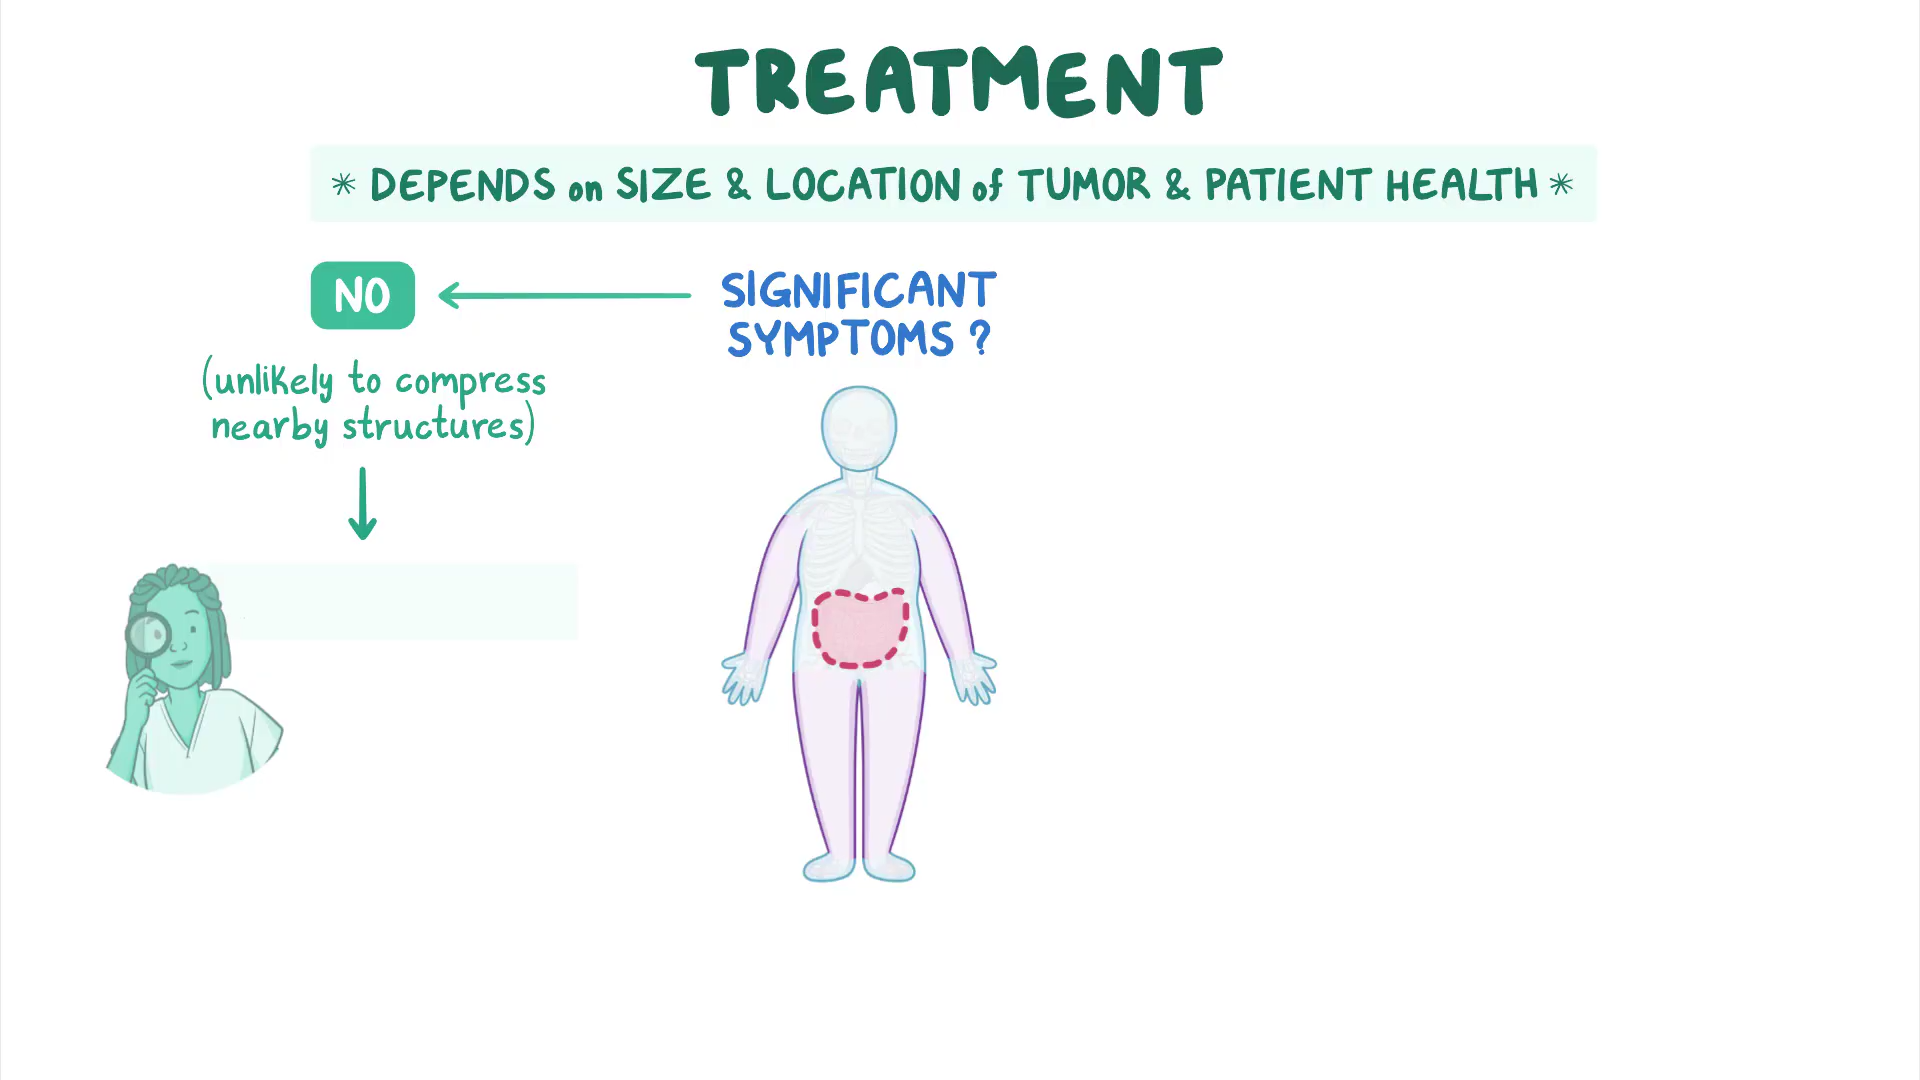 TREATMENT
* DEPENDS on SIZE & LOCATION of TUMOR & PATIENT HEALTH *
NO
SIGNIFICANT
SYMPTOMS ?
(unlikely to compress
nearby structures)